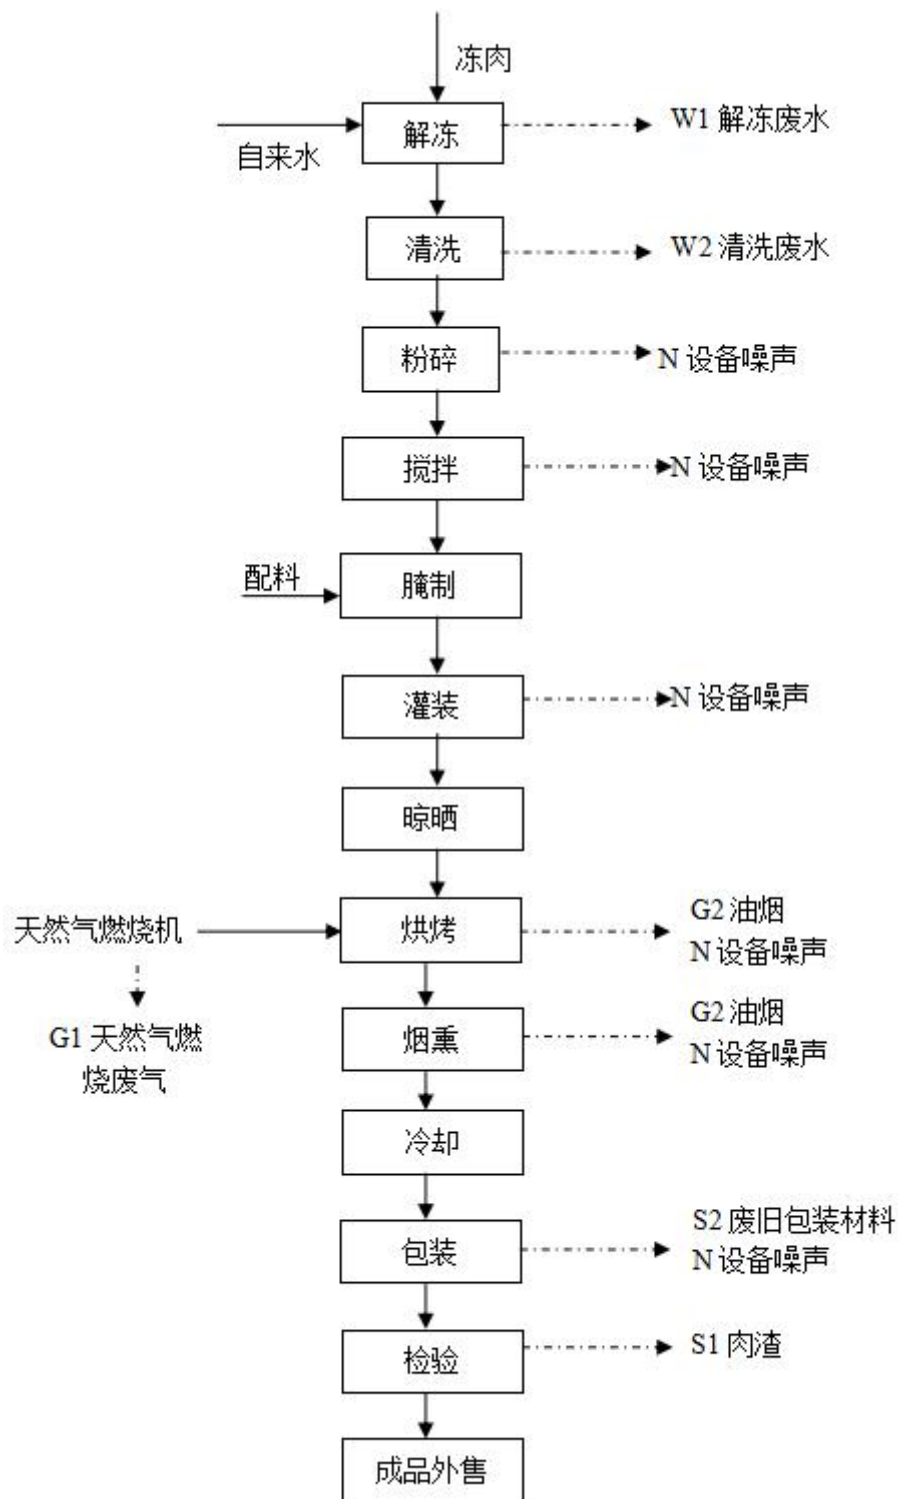 冻肉
解冻
W1 解冻废水
自来水
清洗
W2 清洗废水
粉碎
N 设备噪声
搅拌
N 设备噪声
配料
腌制
灌装
N 设备噪声
晾晒
天然气燃烧机
烘烤
G2 油烟
N 设备噪声
G1 天然气燃
烧废气
烟熏
G2 油烟
N 设备噪声
冷却
包装
S2 废旧包装材料
N 设备噪声
检验
S1 肉渣
成品外售